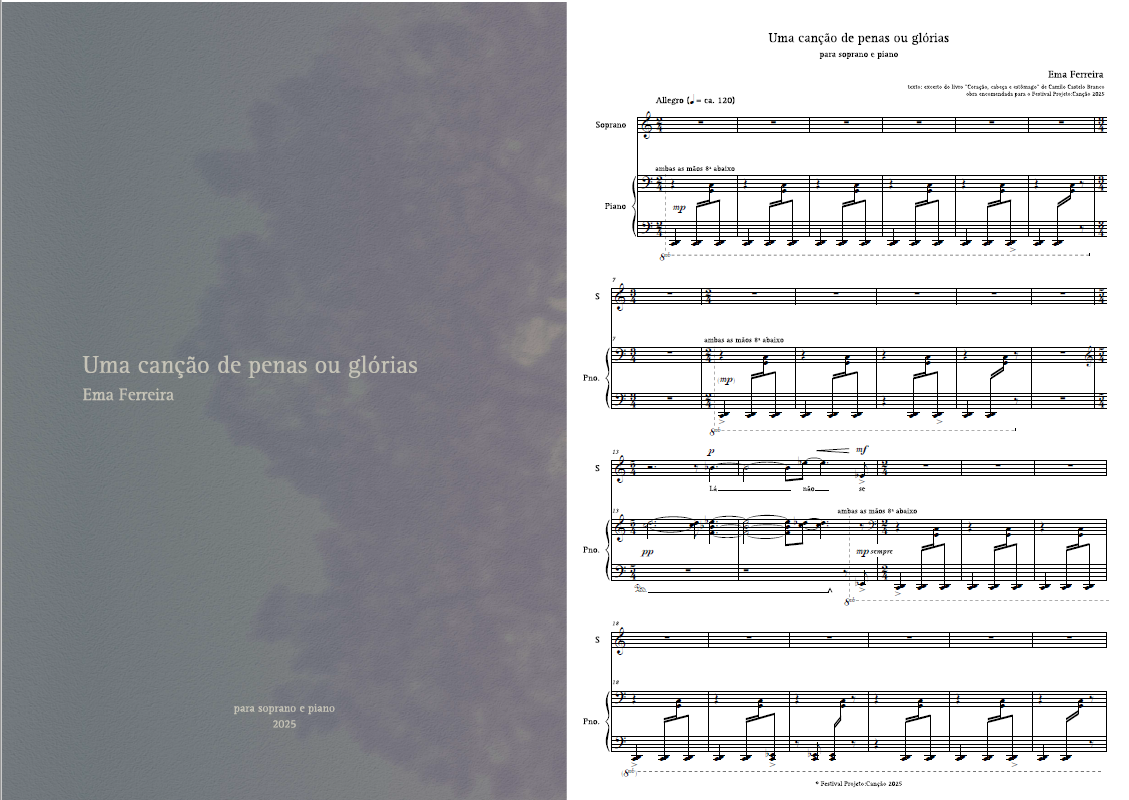 Uma canção de penas ou glórias
Ema Ferreira
para soprano e piano
2025
Uma canção de penas ou glórias
para soprano e piano
Ema Ferreira
texto: excerto do livro "Coração, cabeça e estômago" de Camilo Castelo Branco
obra encomendada para o Festival Projeto:Canção 2025
Allegro (♩ = ca. 120)
Soprano
ambas as mãos 8ª abaixo
Piano
mp
8
7
S
7
ambas as mãos 8ª abaixo
Pno.
mp
8
13
p
mf
S
Lá não se
13
ambas as mãos 8ª abaixo
Pno.
pp
mp sempre
8
18
S
18
Pno.
8
© Festival Projeto:Canção 2025